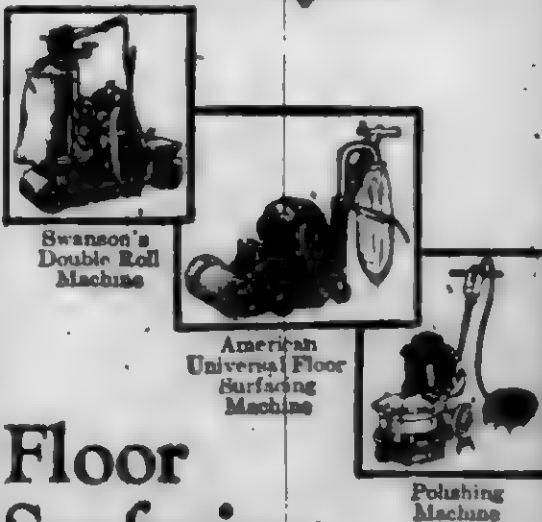 Swanson's
Double Roll
Machine
American
Universal Floor
Surfacing
Machine
Polishing
Machine
Floor